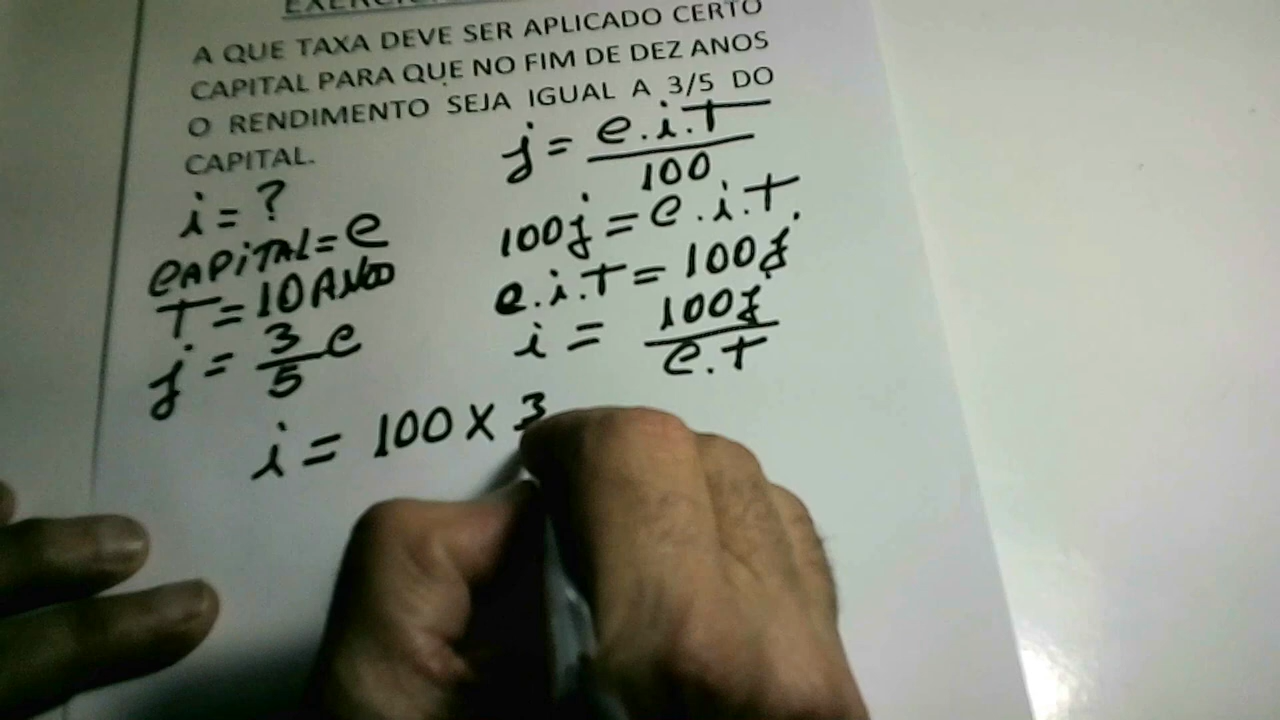 A QUE TAXA DEVE SER APLICADO CERTO
CAPITAL PARA QUE NO FIM DE DEZ ANOS
O RENDIMENTO SEJA IGUAL A 3/5 DO
CAPITAL.
i = ?
CAPITAL = C
T = 10 ANOS
j = 3/5 C
j = C.i.T/100
100j = C.i.T
C.i.T = 100j
i = 100j/C.T
i = 100 X 3